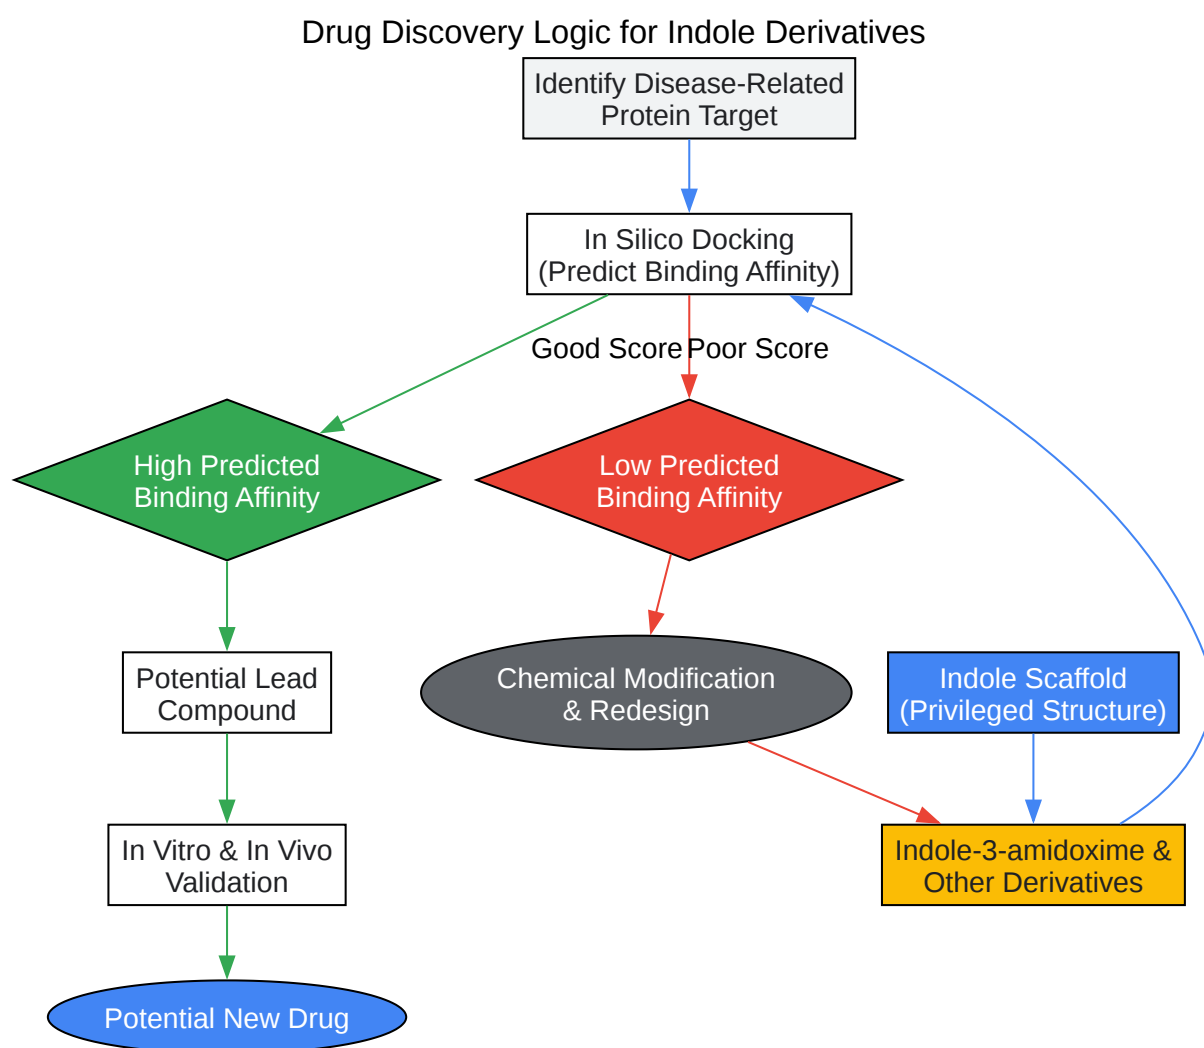 Drug Discovery Logic for Indole Derivatives
Identify Disease-Related
Protein Target
In Silico Docking
(Predict Binding Affinity)
Good Score
Poor Score
High Predicted
Binding Affinity
Low Predicted
Binding Affinity
Potential Lead
Compound
Chemical Modification
& Redesign
Indole Scaffold
(Privileged Structure)
In Vitro & In Vivo
Validation
Indole-3-amidoxime &
Other Derivatives
Potential New Drug